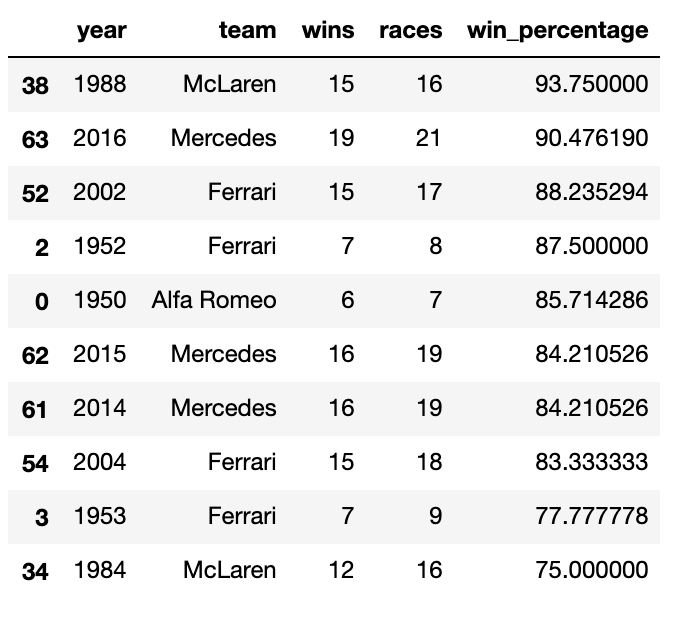 year team wins races win_percentage
38 1988 McLaren 15 16 93.750000
63 2016 Mercedes 19 21 90.476190
52 2002 Ferrari 15 17 88.235294
2 1952 Ferrari 7 8 87.500000
0 1950 Alfa Romeo 6 7 85.714286
62 2015 Mercedes 16 19 84.210526
61 2014 Mercedes 16 19 84.210526
54 2004 Ferrari 15 18 83.333333
3 1953 Ferrari 7 9 77.777778
34 1984 McLaren 12 16 75.000000